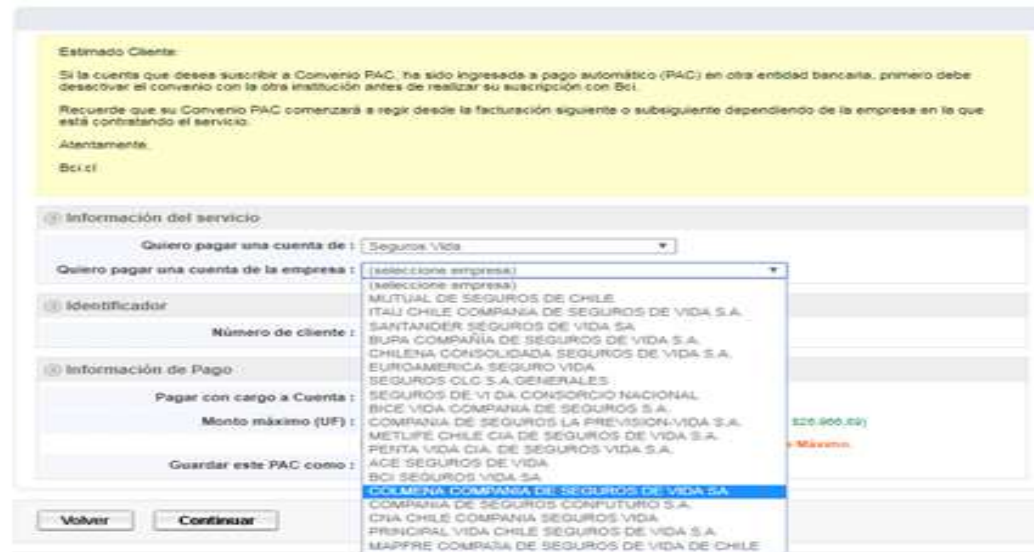 Estimado Cliente:
Si la cuenta que desea suscribir a Convenio PAC, ha sido ingresada a pago automático (PAC) en otra entidad bancaria, primero debe
desactivar el convenio con la otra institución antes de realizar su suscripción con Bci.
Recuerde que su Convenio PAC comenzará a regir desde la facturación siguiente o subsiguiente dependiendo de la empresa en la que
está contratando el servicio.
Atentamente,
Bci.cl
Información del servicio
Quiero pagar una cuenta de : Seguros Vida
Quiero pagar una cuenta de la empresa : (seleccione empresa)
(seleccione empresa)
MUTUAL DE SEGUROS DE CHILE
Identificador
ITAU CHILE COMPANIA DE SEGUROS DE VIDA S.A.
SANTANDER SEGUROS DE VIDA SA
Número de cliente :
BUPA COMPAÑÍA DE SEGUROS DE VIDA S.A.
CHILENA CONSOLIDADA SEGUROS DE VIDA S.A.
EUROAMERICA SEGURO VIDA
Información de Pago
SEGUROS CLC S.A.GENERALES
Pagar con cargo a Cuenta : SEGUROS DE VI DA CONSORCIO NACIONAL
BICE VIDA COMPANIA DE SEGUROS S.A.
Monto máximo (UF) : COMPANIA DE SEGUROS LA PREVISION-VIDA S.A.
METLIFE CHILE CIA DE SEGUROS DE VIDA S.A.
Máximo.
PENTA VIDA CIA. DE SEGUROS VIDA S.A.
Guardar este PAC como : ACE SEGUROS DE VIDA
BCI SEGUROS VIDA SA
COLMENA COMPANIA DE SEGUROS DE VIDA SA
COMPANIA DE SEGUROS CONFUTURO S.A.
Volver Continuar
CNA CHILE COMPANIA SEGUROS VIDA
PRINCIPAL VIDA CHILE SEGUROS DE VIDA S.A.
MAPFRE COMPAÑIA DE SEGUROS DE VIDA DE CHILE